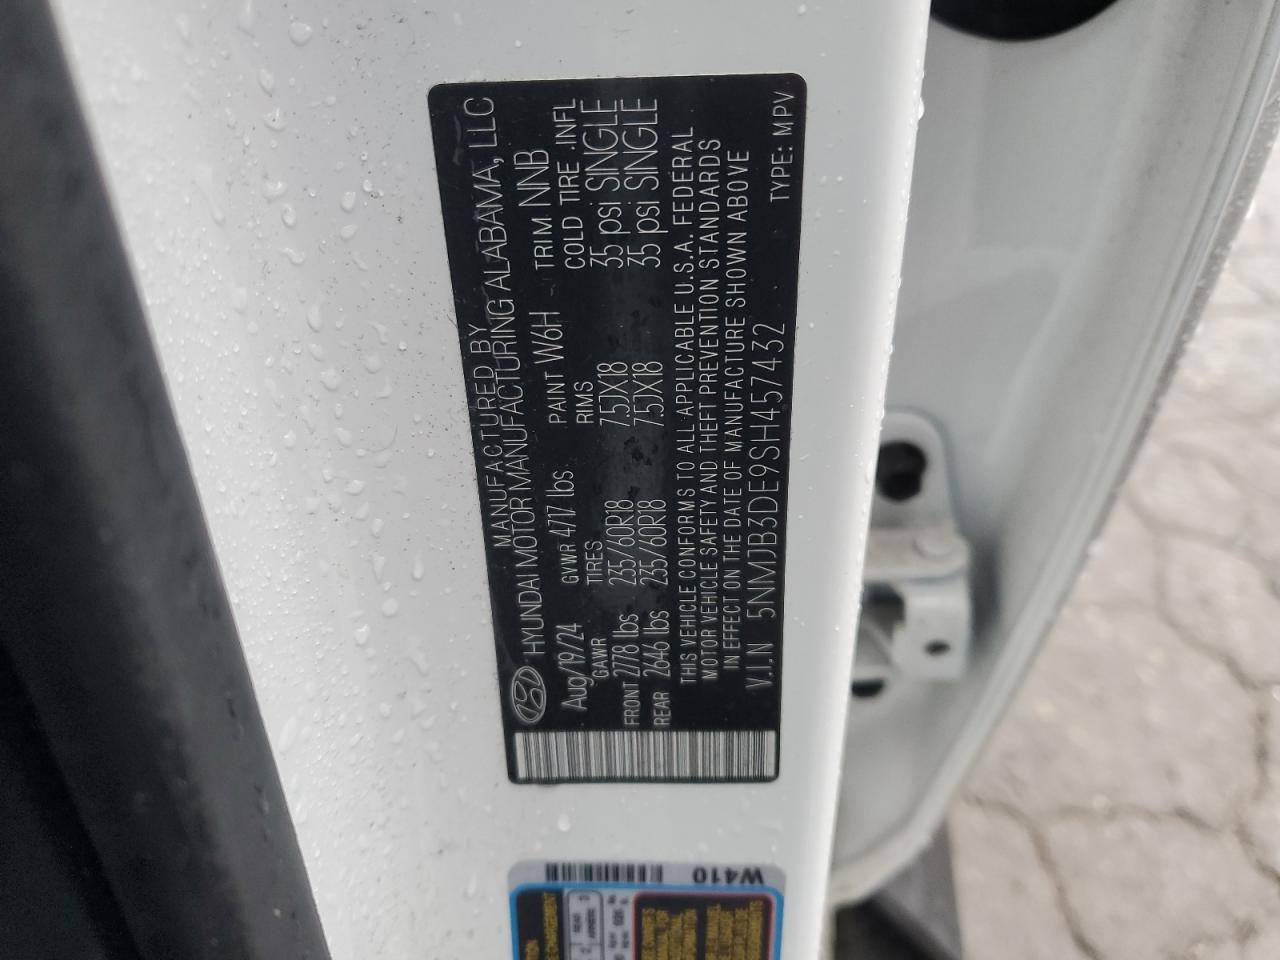 MANUFACTURED BY
HYUNDAI MOTOR MANUFACTURING ALABAMA, LLC
Aug/19/24 GVWR 4717 lbs PAINT W6H TRIM NNB
GAWR TIRES RIMS COLD TIRE .INFL
FRONT 2778 lbs 235/60R18 7.5JX18 35 psi SINGLE
REAR 2646 lbs 235/60R18 7.5JX18 35 psi SINGLE
THIS VEHICLE CONFORMS TO ALL APPLICABLE U.S.A. FEDERAL
MOTOR VEHICLE SAFETY AND THEFT PREVENTION STANDARDS
IN EFFECT ON THE DATE OF MANUFACTURE SHOWN ABOVE
V.I.N 5NMJB3DE9SH457432 TYPE: MPV
W410